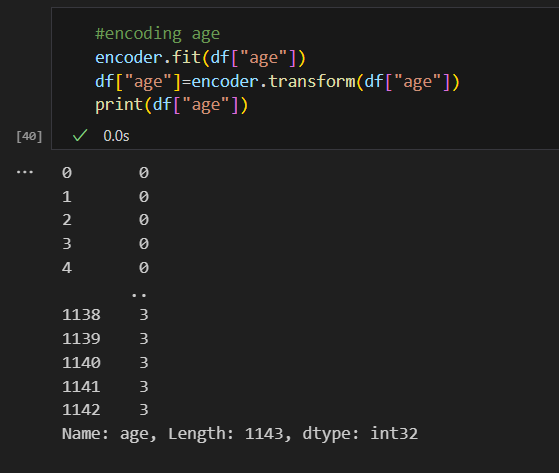 #encoding age
encoder.fit(df["age"])
df["age"]=encoder.transform(df["age"])
print(df["age"])
[40] ✓ 0.0s
... 0 0
1 0
2 0
3 0
4 0
..
1138 3
1139 3
1140 3
1141 3
1142 3
Name: age, Length: 1143, dtype: int32